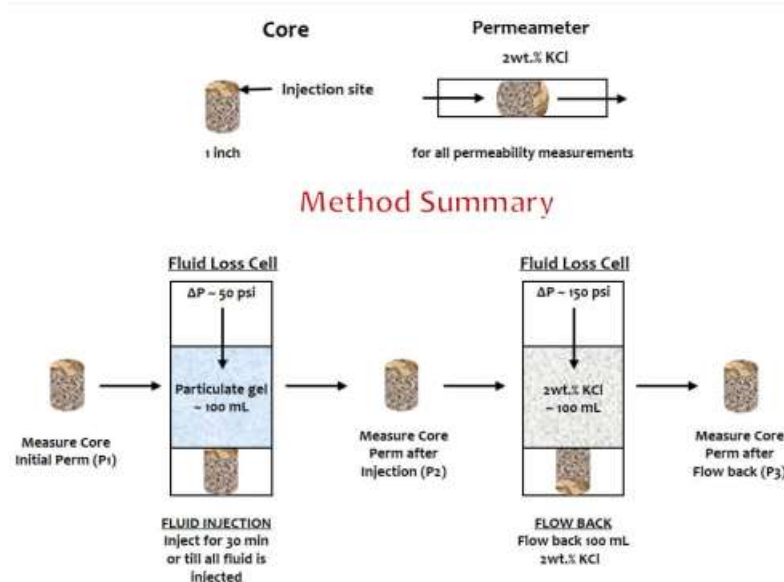 Core
Permeameter
2wt.% KCl
Injection site
1 inch
for all permeability measurements
Method Summary
Fluid Loss Cell
ΔP ~ 50 psi
Particulate gel
~ 100 mL
Measure Core
Initial Perm (P1)
FLUID INJECTION
Inject for 30 min
or till all fluid is
injected
Measure Core
Perm after
Injection (P2)
Fluid Loss Cell
ΔP ~ 150 psi
2wt.% KCl
~ 100 mL
FLOW BACK
Flow back 100 mL
2wt.% KCl
Measure Core
Perm after
Flow back (P3)